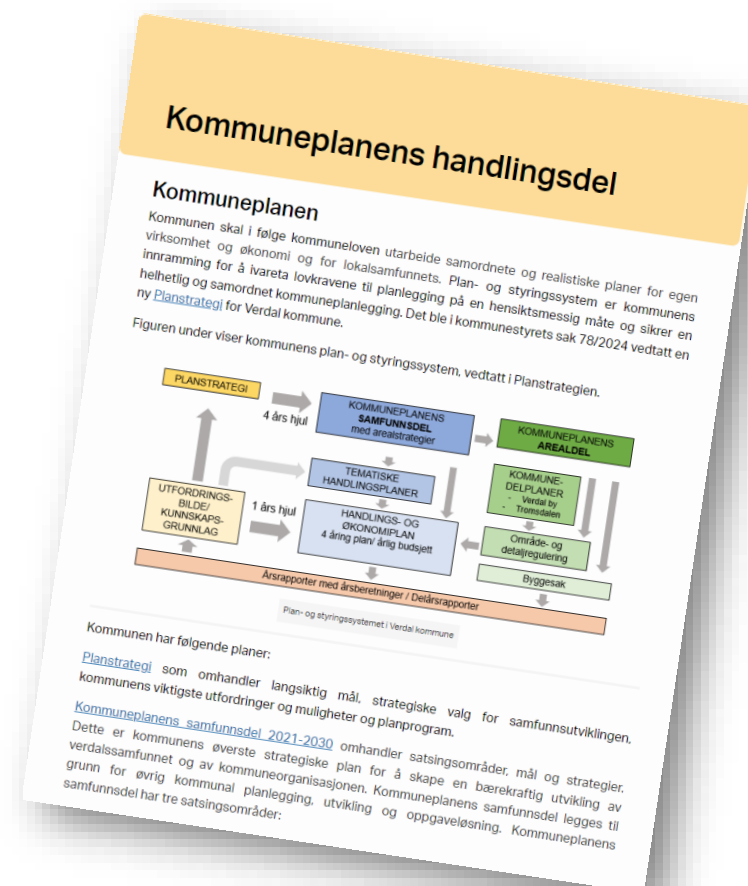 Kommuneplanens handlingsdel
Kommuneplanen
Kommunen skal i følge kommuneloven utarbeide samordnete og realistiske planer for egen
virksomhet og økonomi og for lokalsamfunnets. Plan- og styringssystem er kommunens
innramming for å ivareta lovkravene til planlegging på en hensiktsmessig måte og sikrer en
helhetlig og samordnet kommuneplanlegging. Det ble i kommunestyrets sak 78/2024 vedtatt en
ny Planstrategi for Verdal kommune.
Figuren under viser kommunens plan- og styringssystem, vedtatt i Planstrategien.
PLANSTRATEGI
4 års hjul
KOMMUNEPLANENS
SAMFUNNSDEL
med arealstrategier
KOMMUNEPLANENS
AREALDEL
TEMATISKE
HANDLINGSPLANER
KOMMUNE-
DELPLANER
- Verdal by
- Tromsdalen
UTFORDRINGS-
BILDE/
KUNNSKAPS-
GRUNNLAG
1 års hjul
HANDLINGS- OG
ØKONOMIPLAN
4 åring plan/ årlig budsjett
Område- og
detaljregulering
Byggesak
Årsrapporter med årsberetninger / Delårsrapporter
Plan- og styringssystemet i Verdal kommune
Kommunen har følgende planer:
Planstrategi som omhandler langsiktig mål, strategiske valg for samfunnsutviklingen,
kommunens viktigste utfordringer og muligheter og planprogram.
Kommuneplanens samfunnsdel 2021-2030 omhandler satsingsområder, mål og strategier.
Dette er kommunens øverste strategiske plan for å skape en bærekraftig utvikling av
verdalssamfunnet og av kommuneorganisasjonen. Kommuneplanens samfunnsdel legges til
grunn for øvrig kommunal planlegging, utvikling og oppgaveløsning. Kommuneplanens
samfunnsdel har tre satsingsområder: